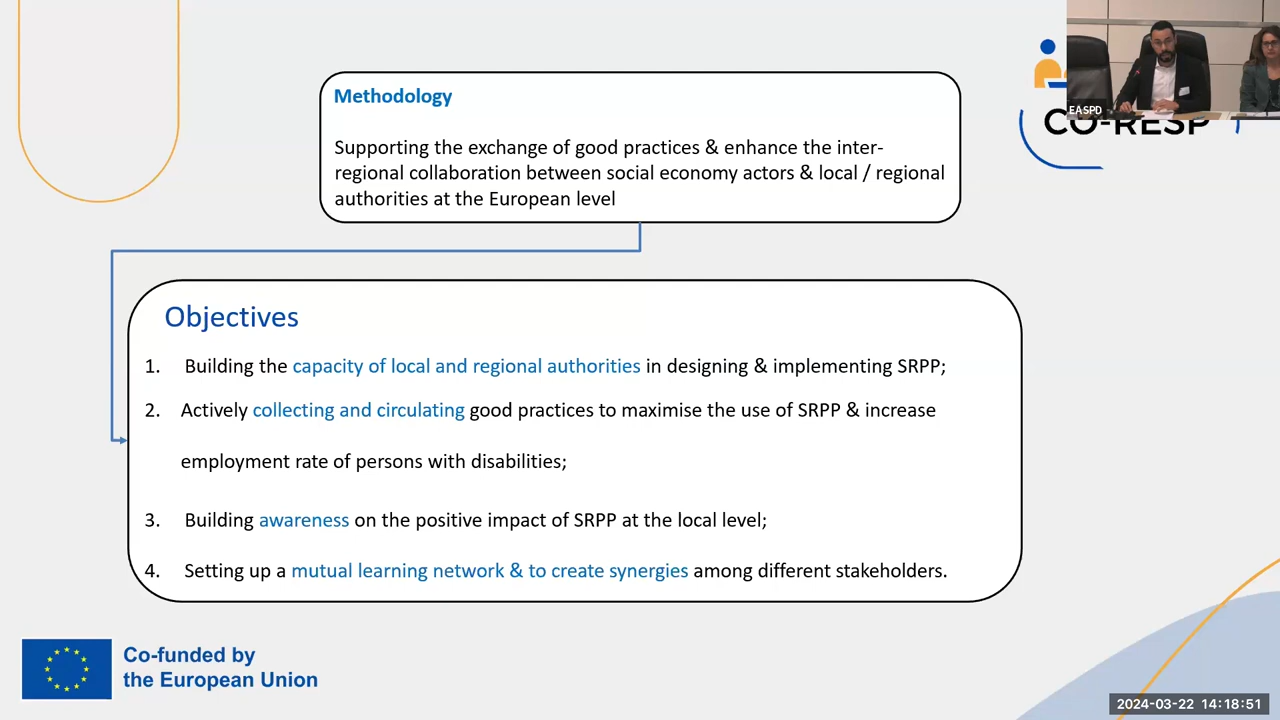 Methodology
Supporting the exchange of good practices & enhance the inter-
regional collaboration between social economy actors & local / regional
authorities at the European level
EASPD
CO-RESP
Objectives
1. Building the capacity of local and regional authorities in designing & implementing SRPP;
2. Actively collecting and circulating good practices to maximise the use of SRPP & increase
employment rate of persons with disabilities;
3. Building awareness on the positive impact of SRPP at the local level;
4. Setting up a mutual learning network & to create synergies among different stakeholders.
Co-funded by
the European Union
2024-03-22 14:18:51